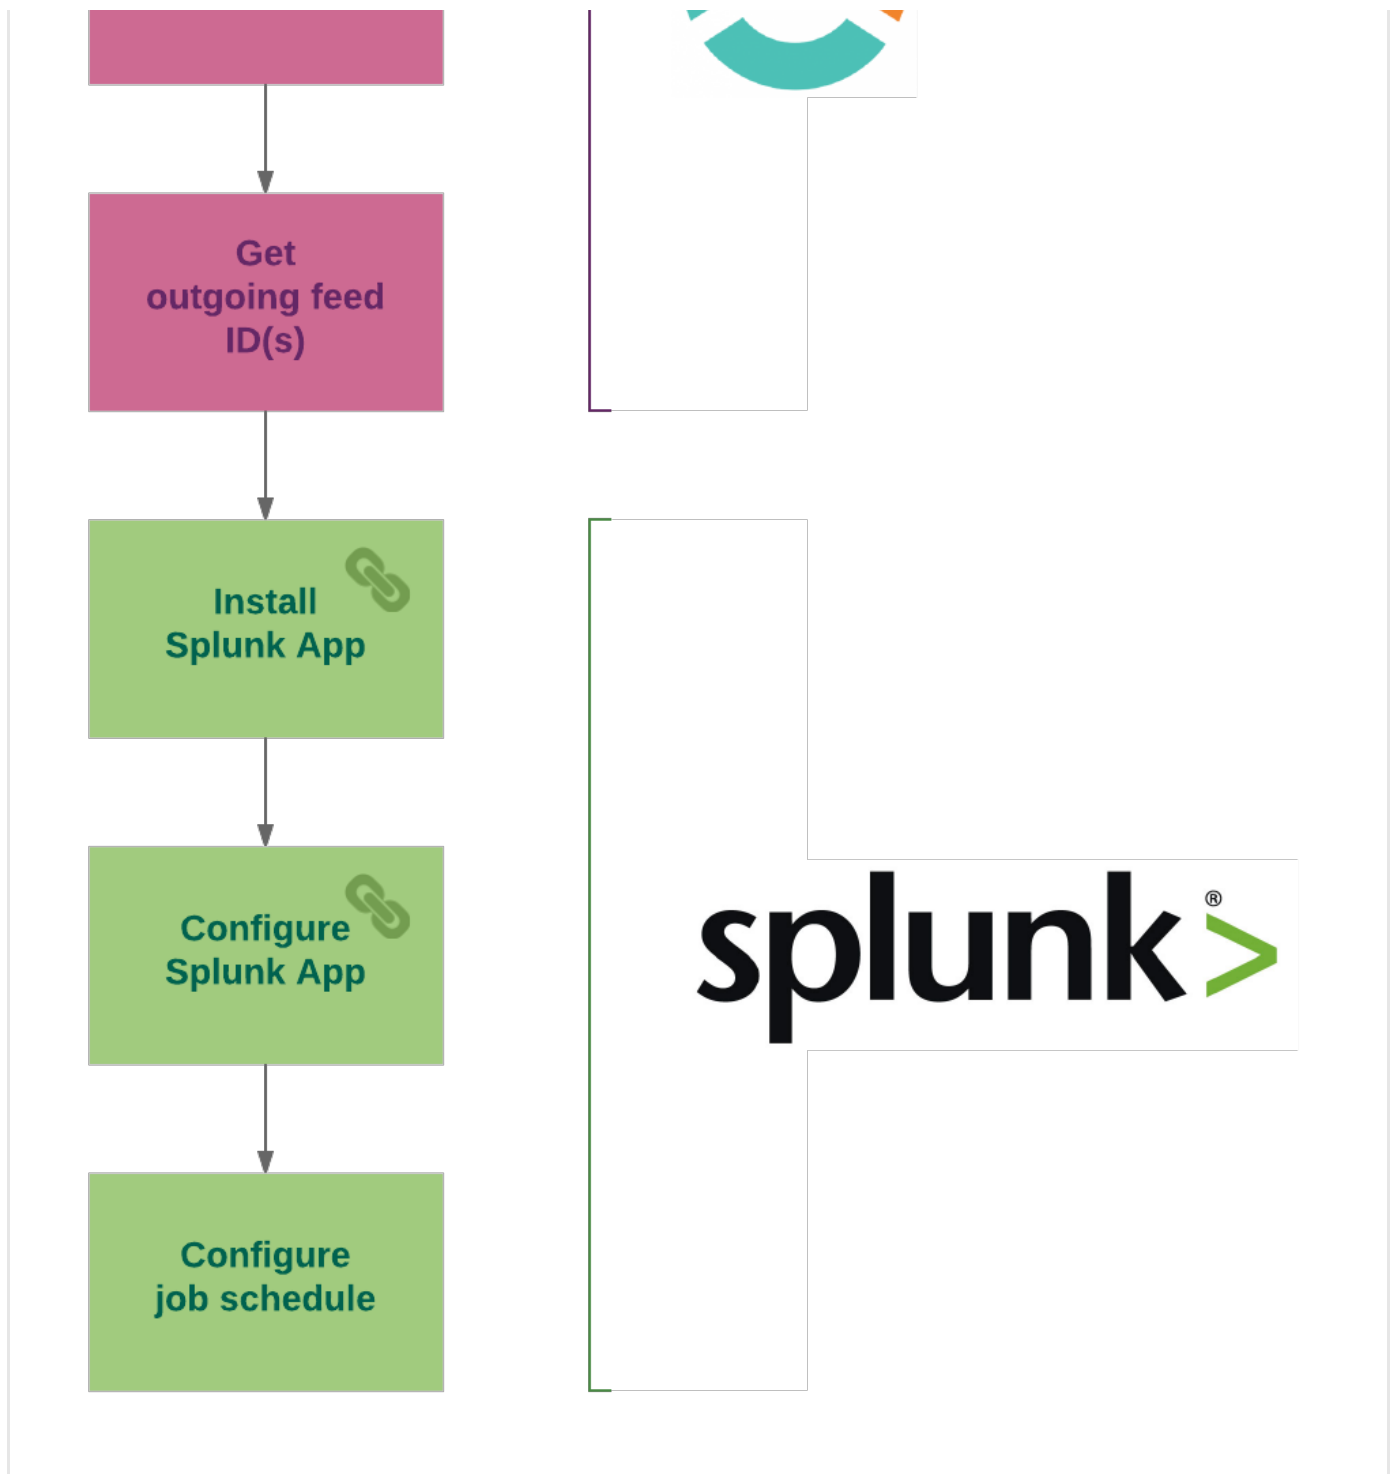 Get
outgoing feed
ID(s)
Install
Splunk App
Configure
Splunk App
splunk>®
Configure
job schedule